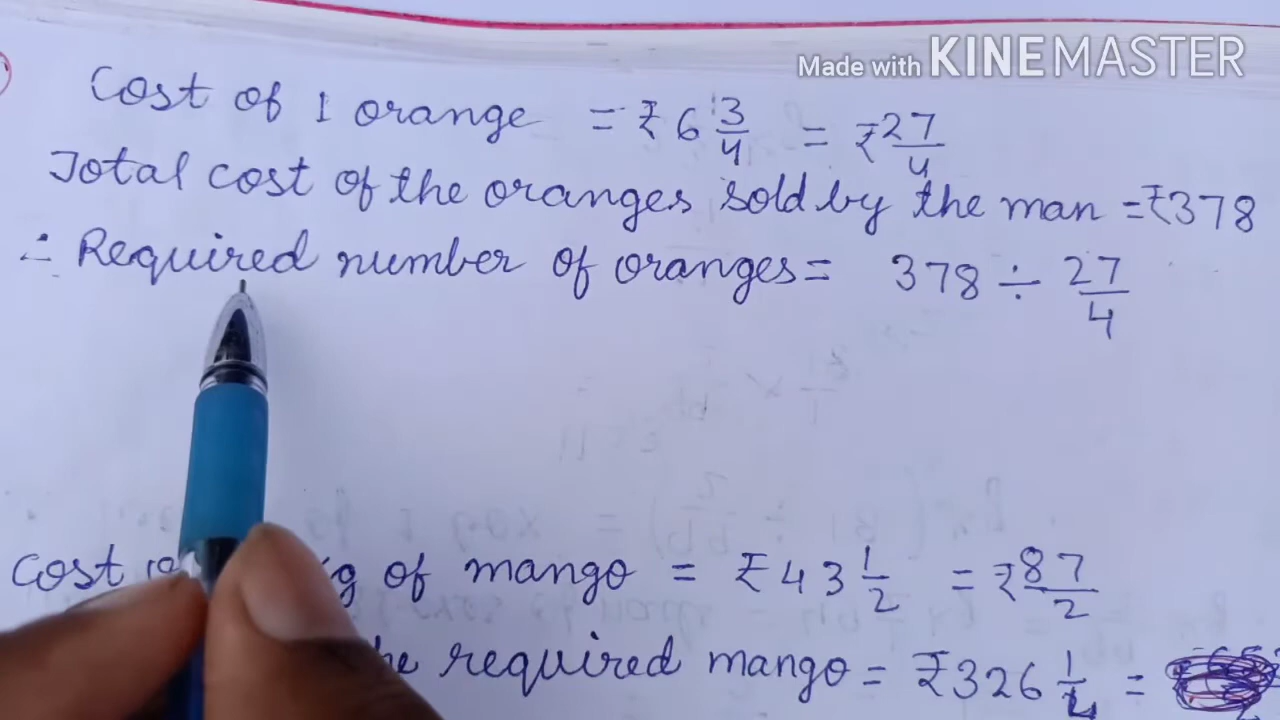 Made with KINEMASTER
Cost of 1 orange = ₹6 3/4 = ₹27/4
Total cost of the oranges sold by the man = ₹378
∴ Required number of oranges = 378 ÷ 27/4
Cost of mango = ₹43 1/2 = ₹87/2
required mango = ₹326 1/4 =